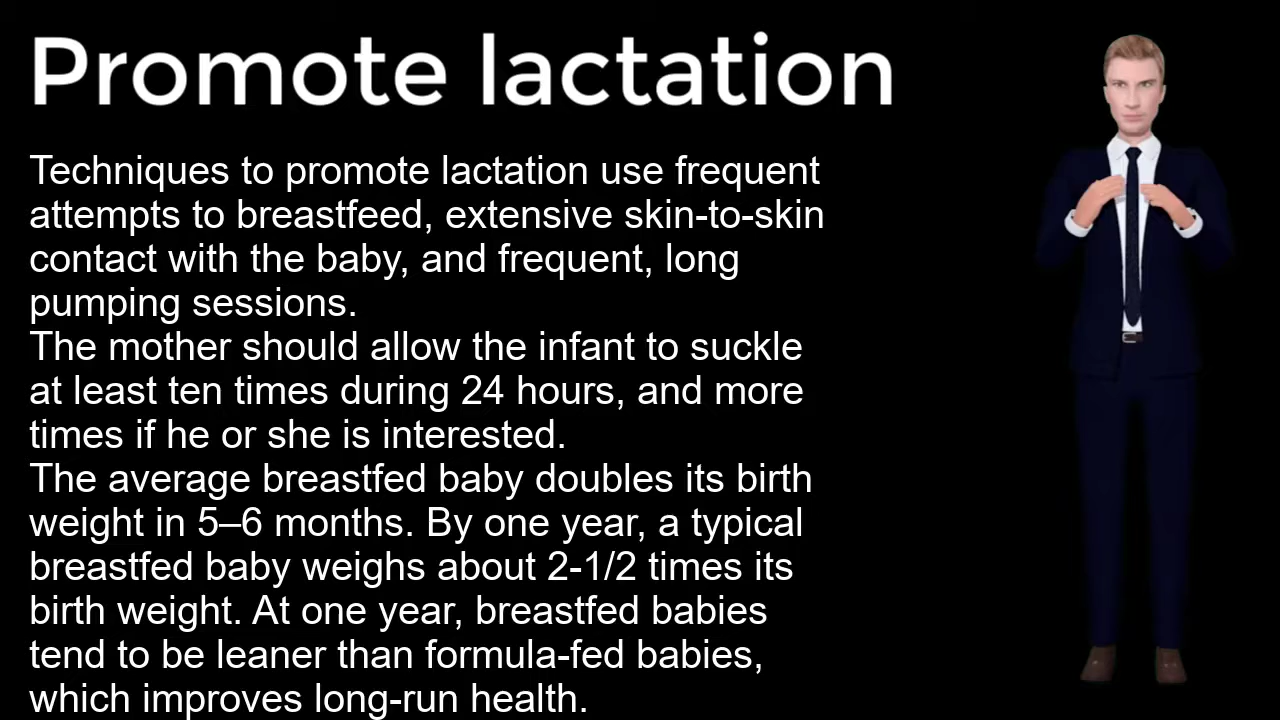 Promote lactation
Techniques to promote lactation use frequent
attempts to breastfeed, extensive skin-to-skin
contact with the baby, and frequent, long
pumping sessions.
The mother should allow the infant to suckle
at least ten times during 24 hours, and more
times if he or she is interested.
The average breastfed baby doubles its birth
weight in 5–6 months. By one year, a typical
breastfed baby weighs about 2-1/2 times its
birth weight. At one year, breastfed babies
tend to be leaner than formula-fed babies,
which improves long-run health.